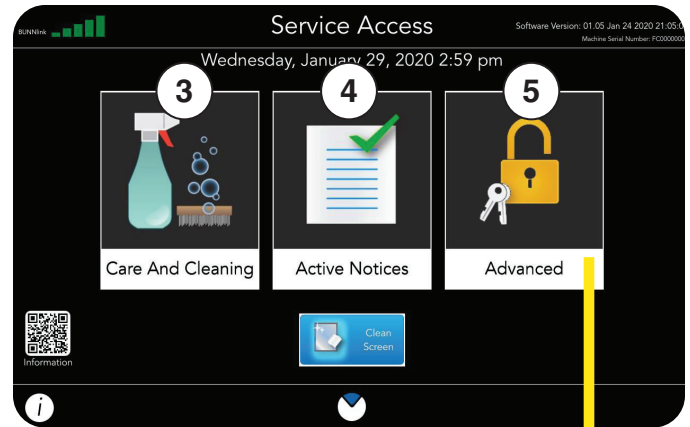 BUNNlink
Service Access
Software Version: 01.05 Jan 24 2020 21:05:0
Machine Serial Number: FC0000000
Wednesday, January 29, 2020 2:59 pm
3
4
5
Care And Cleaning
Active Notices
Advanced
Clean
Screen
Information
i